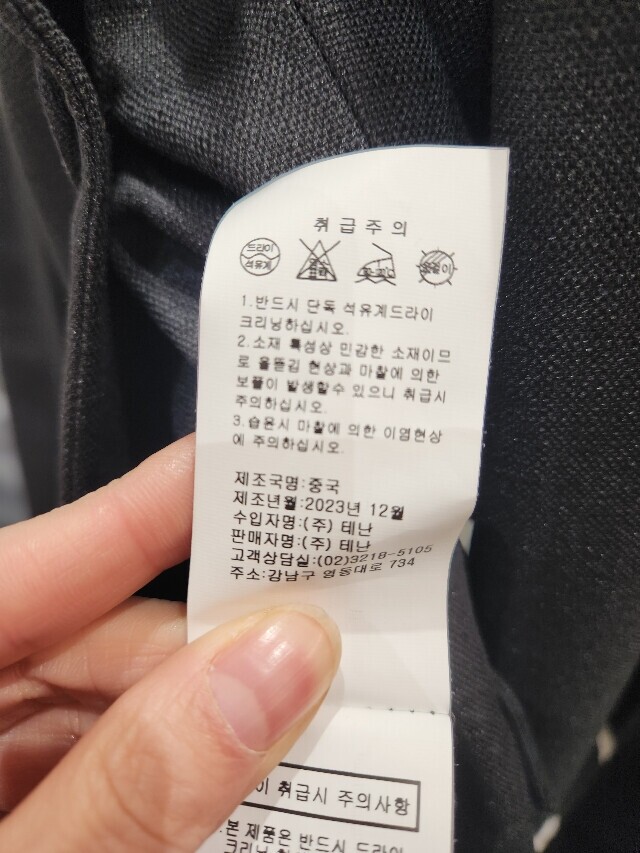 취급주의
드라이
석유계
1.반드시 단독 석유계드라이
크리닝하십시오.
2.소재 특성상 민감한 소재이므
로 올뜯김 현상과 마찰에 의한
보풀이 발생할수 있으니 취급시
주의하십시오.
3.습윤시 마찰에 의한 이염현상
에 주의하십시오.
제조국명:중국
제조년월:2023년 12월
수입자명:(주) 테난
판매자명:(주) 테난
고객상담실:(02)3218-5105
주소:강남구 영동대로 734
이 취급시 주의사항
본 제품은 반드시 드라이